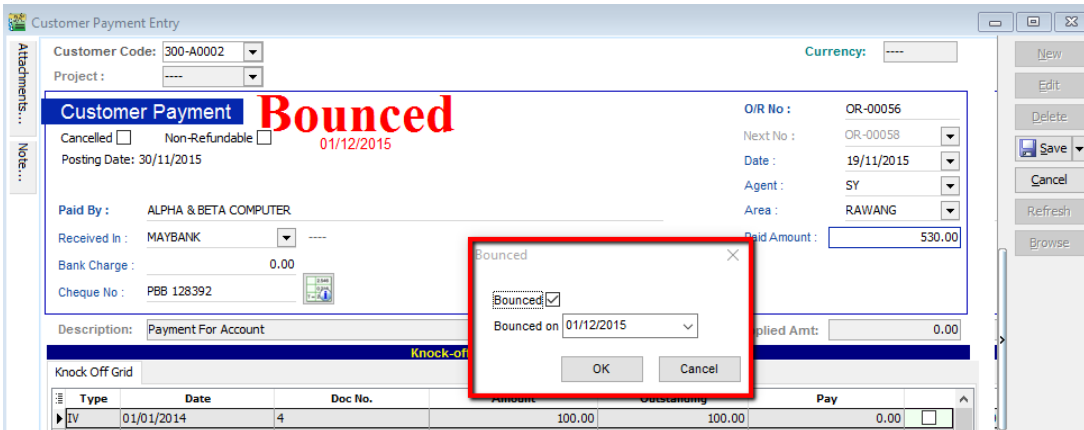 Customer Payment Entry
Attachments...
Note...
Customer Code: 300-A0002
Currency: ----
Project : ----
Customer Payment
Bounced
01/12/2015
Cancelled
Non-Refundable
Posting Date: 30/11/2015
O/R No : OR-00056
Next No : OR-00058
Date : 19/11/2015
Agent : SY
Paid By : ALPHA & BETA COMPUTER
Area : RAWANG
Received In : MAYBANK ----
Paid Amount : 530.00
Bank Charge : 0.00
Cheque No : PBB 128392
Description: Payment For Account
plied Amt: 0.00
Knock-of
Knock Off Grid
Type Date Doc No. Amount Outstanding Pay
IV 01/01/2014 4 100.00 100.00 0.00
Bounced
Bounced
Bounced on 01/12/2015
OK Cancel
New
Edit
Delete
Save
Cancel
Refresh
Browse